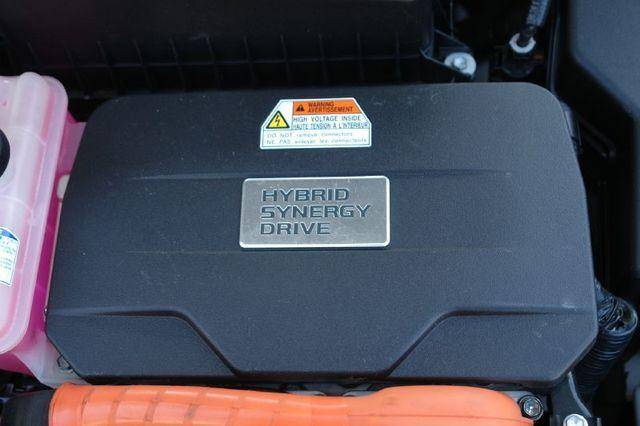 WARNING
AVERTISSEMENT
HIGH VOLTAGE INSIDE
HAUTE TENSION À L'INTÉRIEUR
DO NOT remove connectors.
NE PAS
les connecteurs
HYBRID
SYNERGY
DRIVE